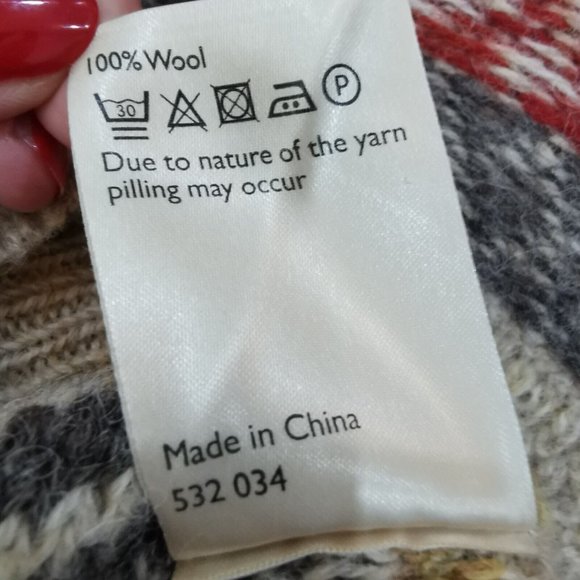 100% Wool
30 P
Due to nature of the yarn
pilling may occur
Made in China
532 034